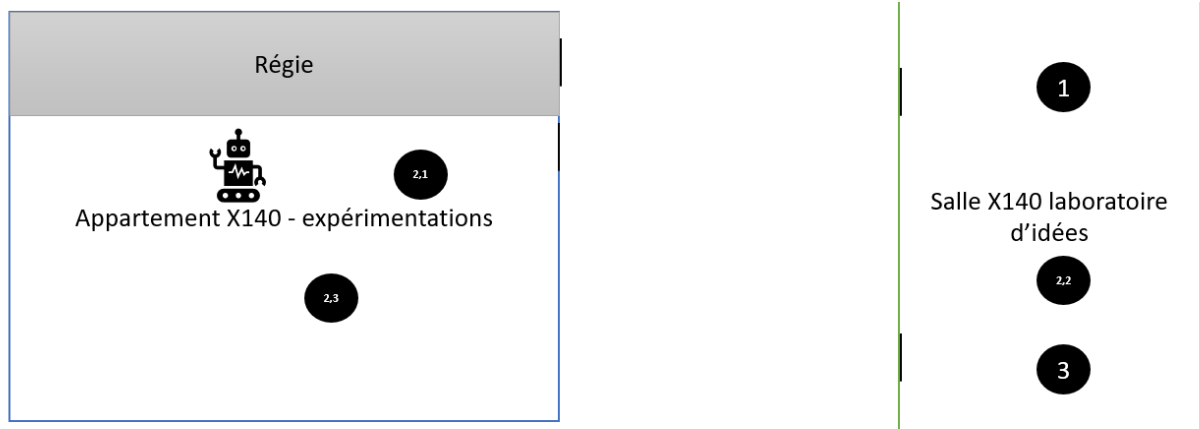 Régie
2,1
Appartement X140 - expérimentations
2,3
1
Salle X140 laboratoire
d'idées
2,2
3